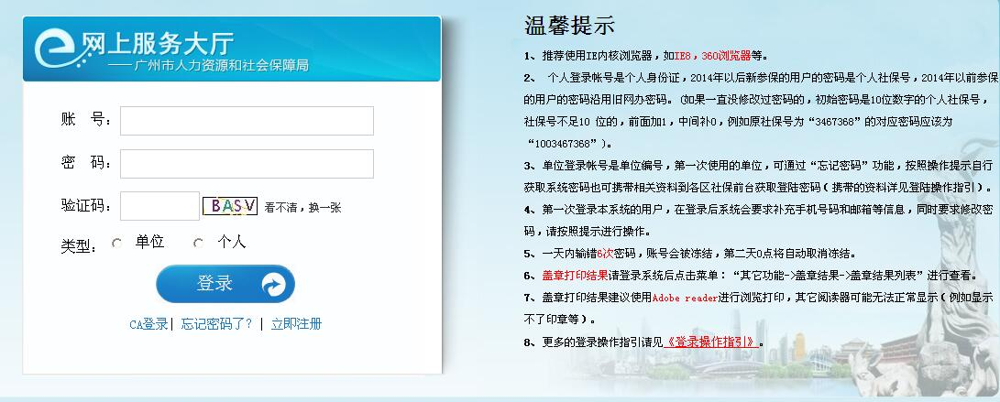 网上服务大厅
——广州市人力资源和社会保障局
账 号：
密 码：
验证码： BASV 看不清，换一张
类型： 单位 个人
登录
CA登录| 忘记密码了？| 立即注册
温馨提示
1、推荐使用IE内核浏览器，如IE8，360浏览器等。
2、 个人登录帐号是个人身份证，2014年以后新参保的用户的密码是个人社保号，2014年以前参保
的用户的密码沿用旧网办密码。（如果一直没修改过密码的，初始密码是10位数字的个人社保号，
社保号不足10 位的，前面加1，中间补0，例如原社保号为“3467368”的对应密码应该为
“1003467368”）。
3、单位登录帐号是单位编号，第一次使用的单位，可通过“忘记密码”功能，按照操作提示自行
获取系统密码也可携带相关资料到各区社保前台获取登陆密码（携带的资料详见登陆操作指引）。
4、第一次登录本系统的用户，在登录后系统会要求补充手机号码和邮箱等信息，同时要求修改密
码，请按照提示进行操作。
5、一天内输错6次密码，账号会被冻结，第二天0点将自动取消冻结。
6、盖章打印结果请登录系统后点击菜单：“其它功能->盖章结果->盖章结果列表”进行查看。
7、盖章打印结果建议使用Adobe reader进行浏览打印，其它阅读器可能无法正常显示（例如显示
不了印章等）。
8、更多的登录操作指引请见《登录操作指引》。